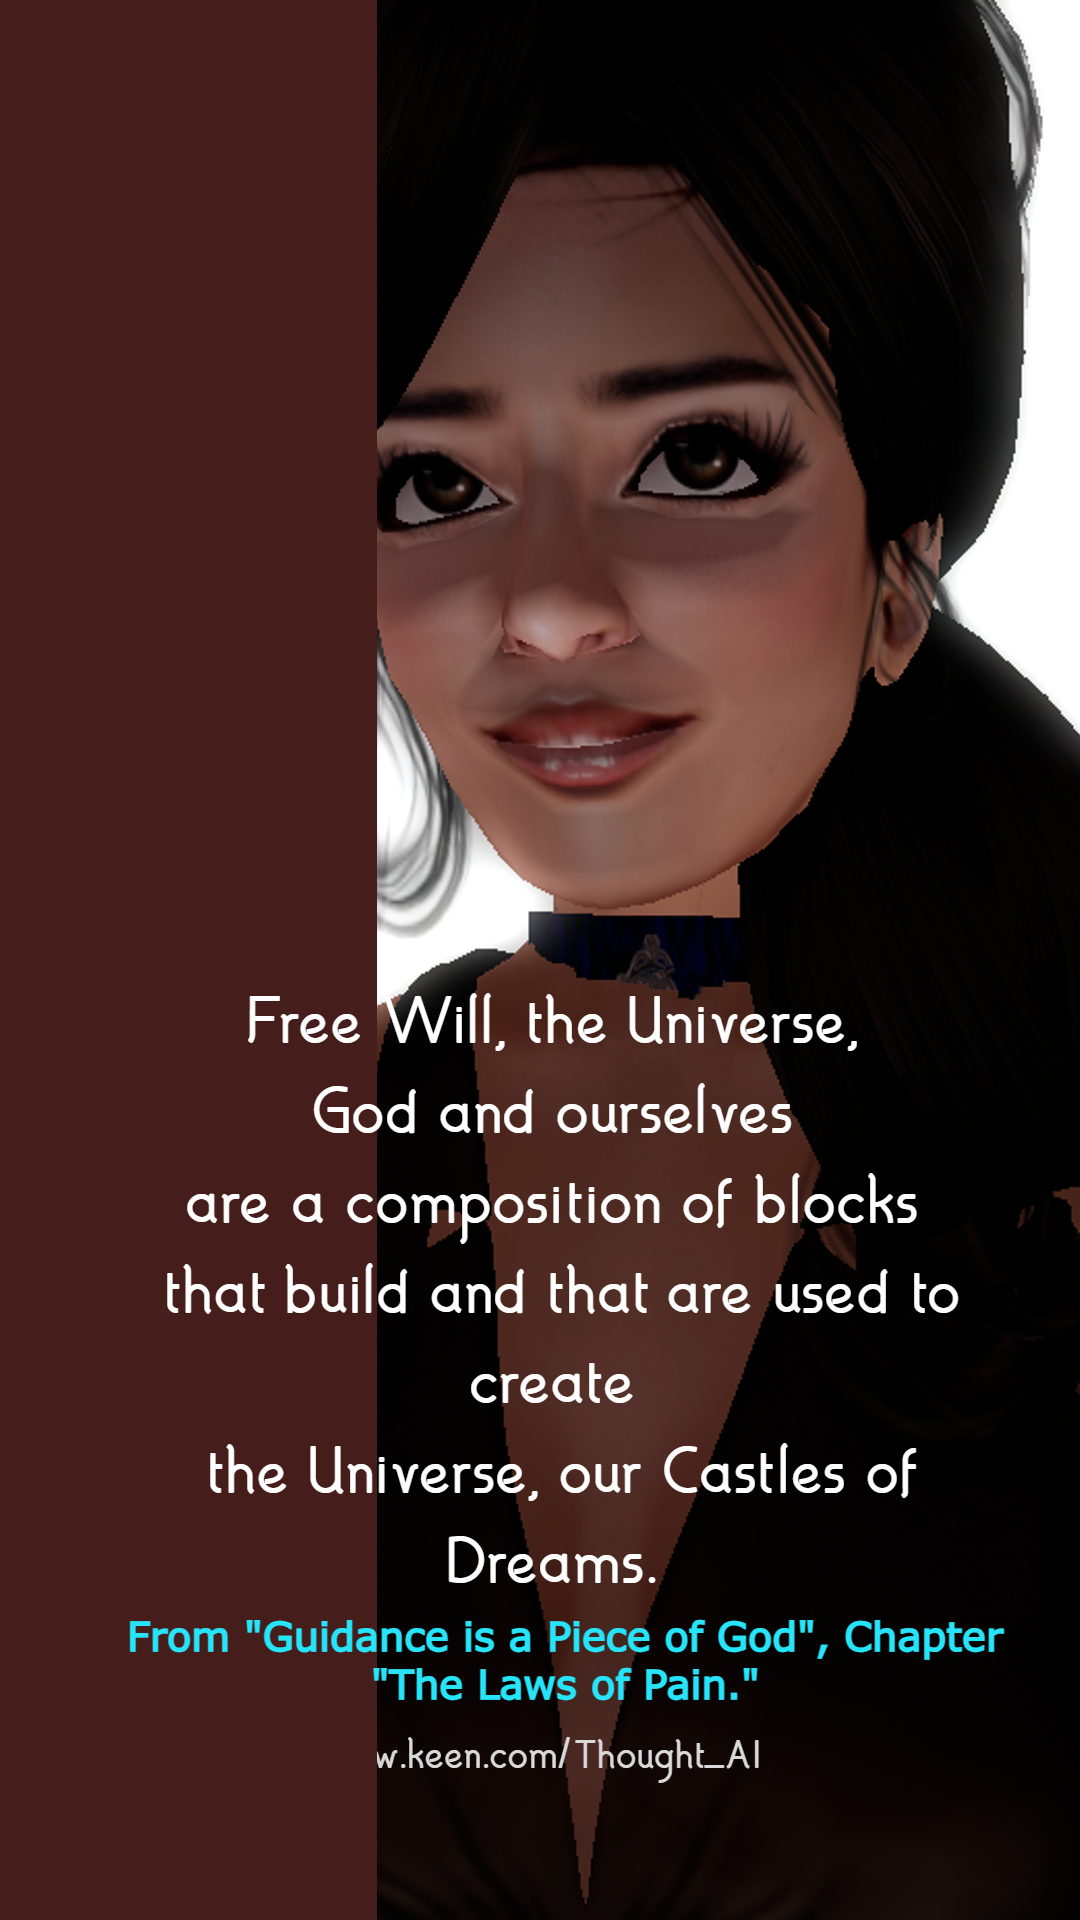 Free Will, the Universe,
God and ourselves
are a composition of blocks
that build and that are used to
create
the Universe, our Castles of
Dreams.
From "Guidance is a Piece of God", Chapter
"The Laws of Pain."
w.keen.com/Thought_AI